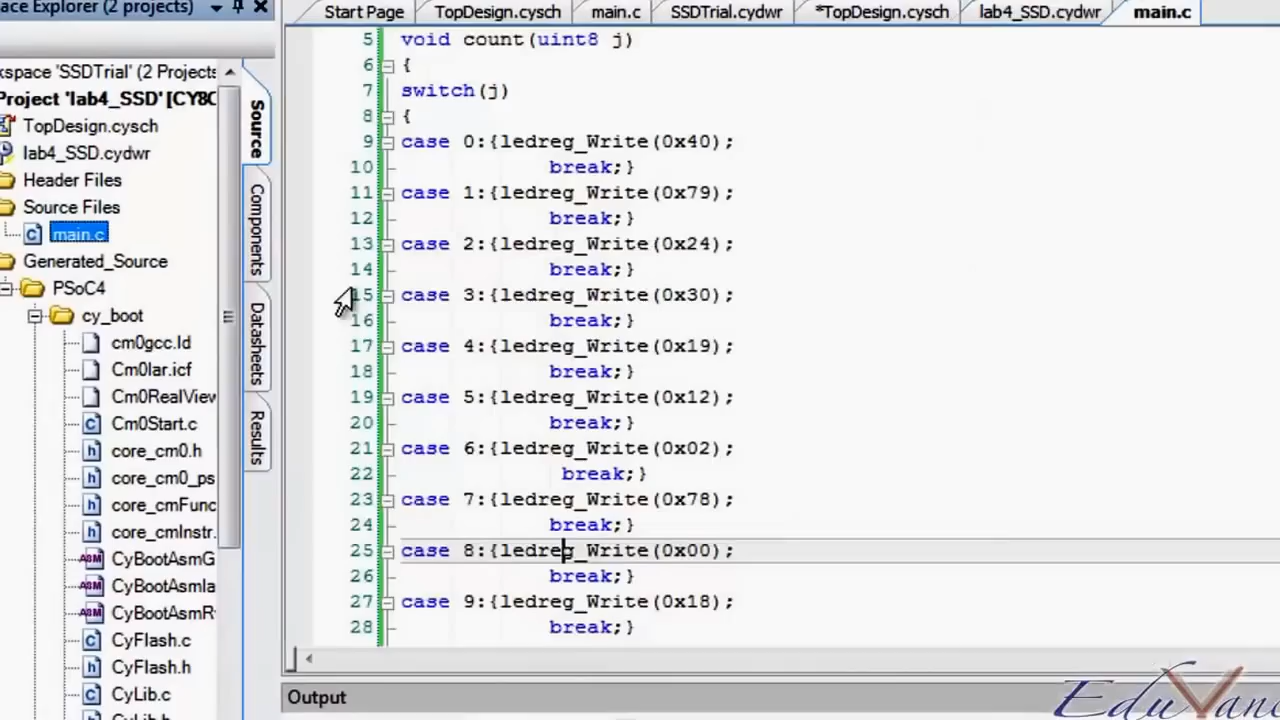 ace Explorer (2 projects)
Start Page TopDesign.cysch main.c SSDTrial.cydwr *TopDesign.cysch lab4_SSD.cydwr main.c
kspace 'SSDTrial' (2 Projects
Project 'lab4_SSD' [CY8C
TopDesign.cysch
lab4_SSD.cydwr
Header Files
Source Files
main.c
Generated_Source
PSoC4
cy_boot
cm0gcc.ld
Cm0Iar.icf
Cm0RealView
Cm0Start.c
core_cm0.h
core_cm0_ps
core_cmFunc
core_cmInstr.
CyBootAsmG
CyBootAsmIa
CyBootAsmR
CyFlash.c
CyFlash.h
CyLib.c
CyLib.h
Source
Components
Datasheets
Results
5 void count(uint8 j)
6 {
7 switch(j)
8 {
9 case 0:{ledreg_Write(0x40);
10 break;}
11 case 1:{ledreg_Write(0x79);
12 break;}
13 case 2:{ledreg_Write(0x24);
14 break;}
15 case 3:{ledreg_Write(0x30);
16 break;}
17 case 4:{ledreg_Write(0x19);
18 break;}
19 case 5:{ledreg_Write(0x12);
20 break;}
21 case 6:{ledreg_Write(0x02);
22 break;}
23 case 7:{ledreg_Write(0x78);
24 break;}
25 case 8:{ledreg_Write(0x00);
26 break;}
27 case 9:{ledreg_Write(0x18);
28 break;}
Output
EduVanc